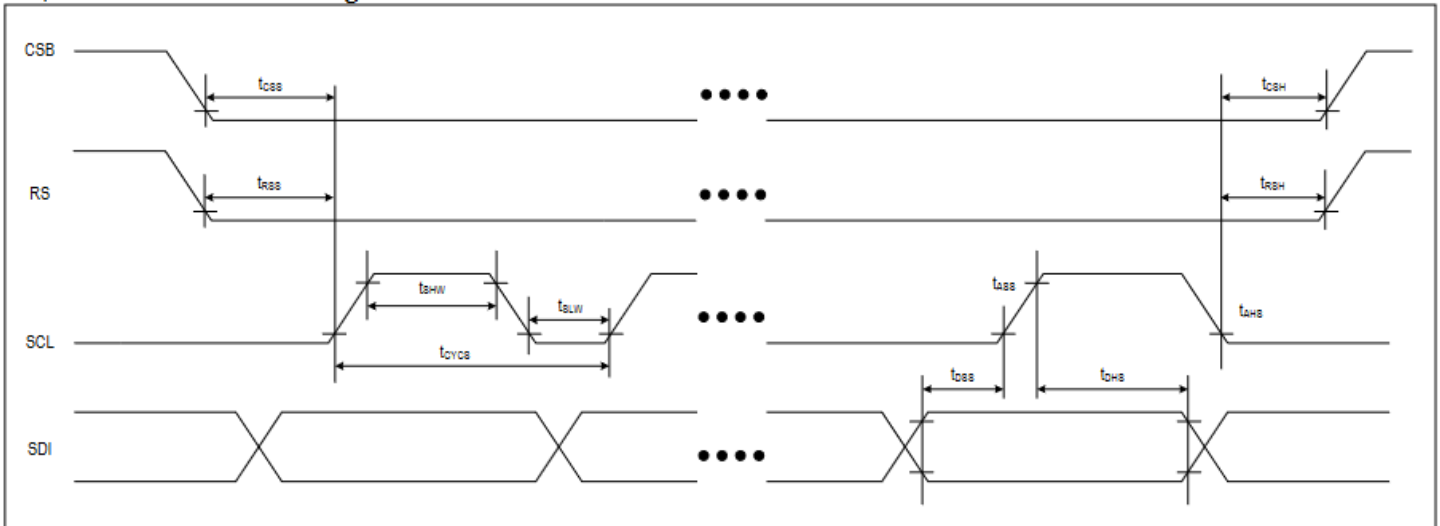 CSB
tCSS
tCSH
RS
tRSS
tRSH
tSHW
tASS
tSLW
tAHS
SCL
tCYCS
tDSS
tDHS
SDI